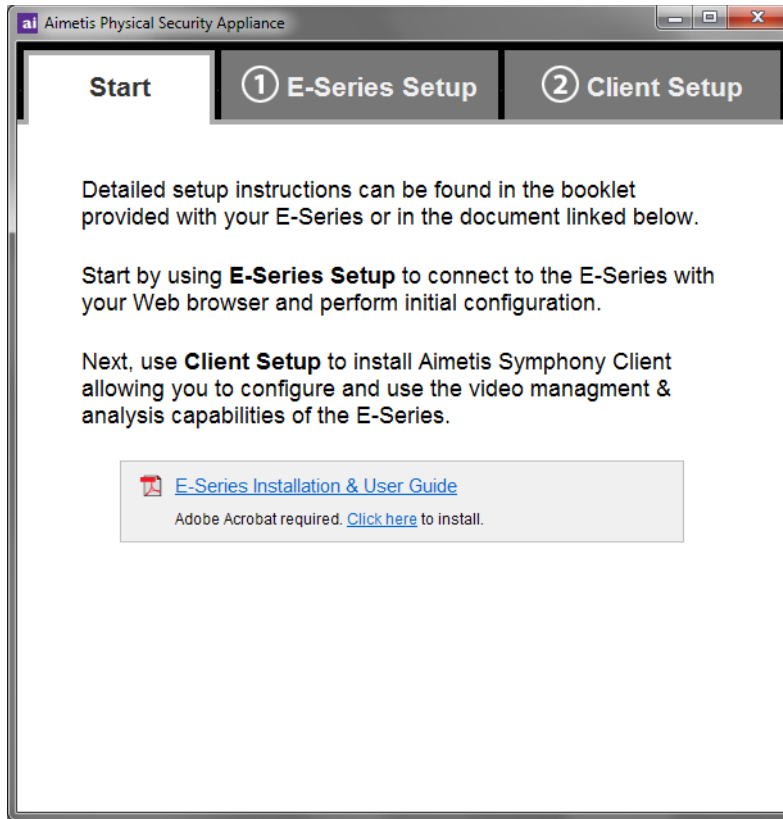 ai Aimetis Physical Security Appliance
Start
1 E-Series Setup
2 Client Setup
Detailed setup instructions can be found in the booklet
provided with your E-Series or in the document linked below.
Start by using E-Series Setup to connect to the E-Series with
your Web browser and perform initial configuration.
Next, use Client Setup to install Aimetis Symphony Client
allowing you to configure and use the video managment &
analysis capabilities of the E-Series.
E-Series Installation & User Guide
Adobe Acrobat required. Click here to install.